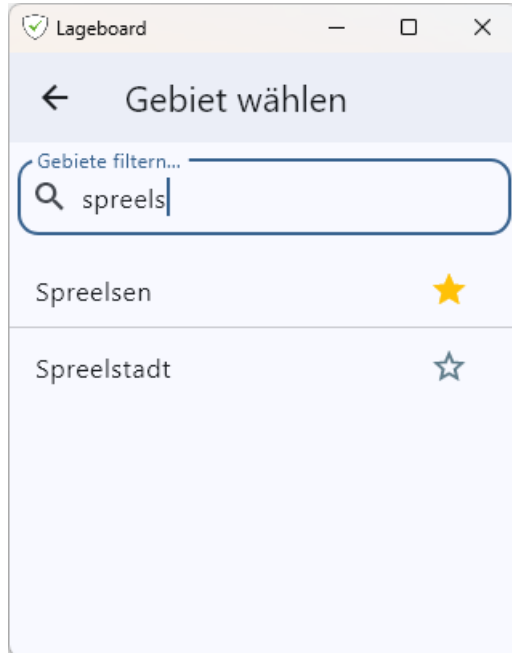 Lageboard
Gebiet wählen
Gebiete filtern...
spreels
Spreelsen
Spreelstadt